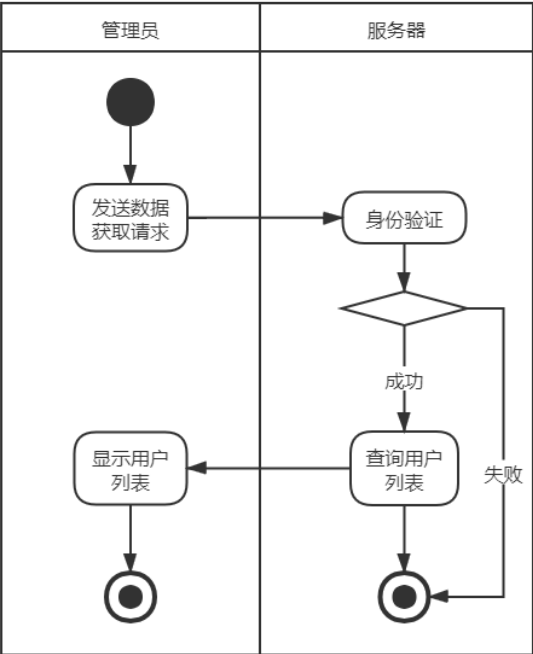 管理员
服务器
发送数据
获取请求
身份验证
成功
显示用户
列表
查询用户
列表
失败